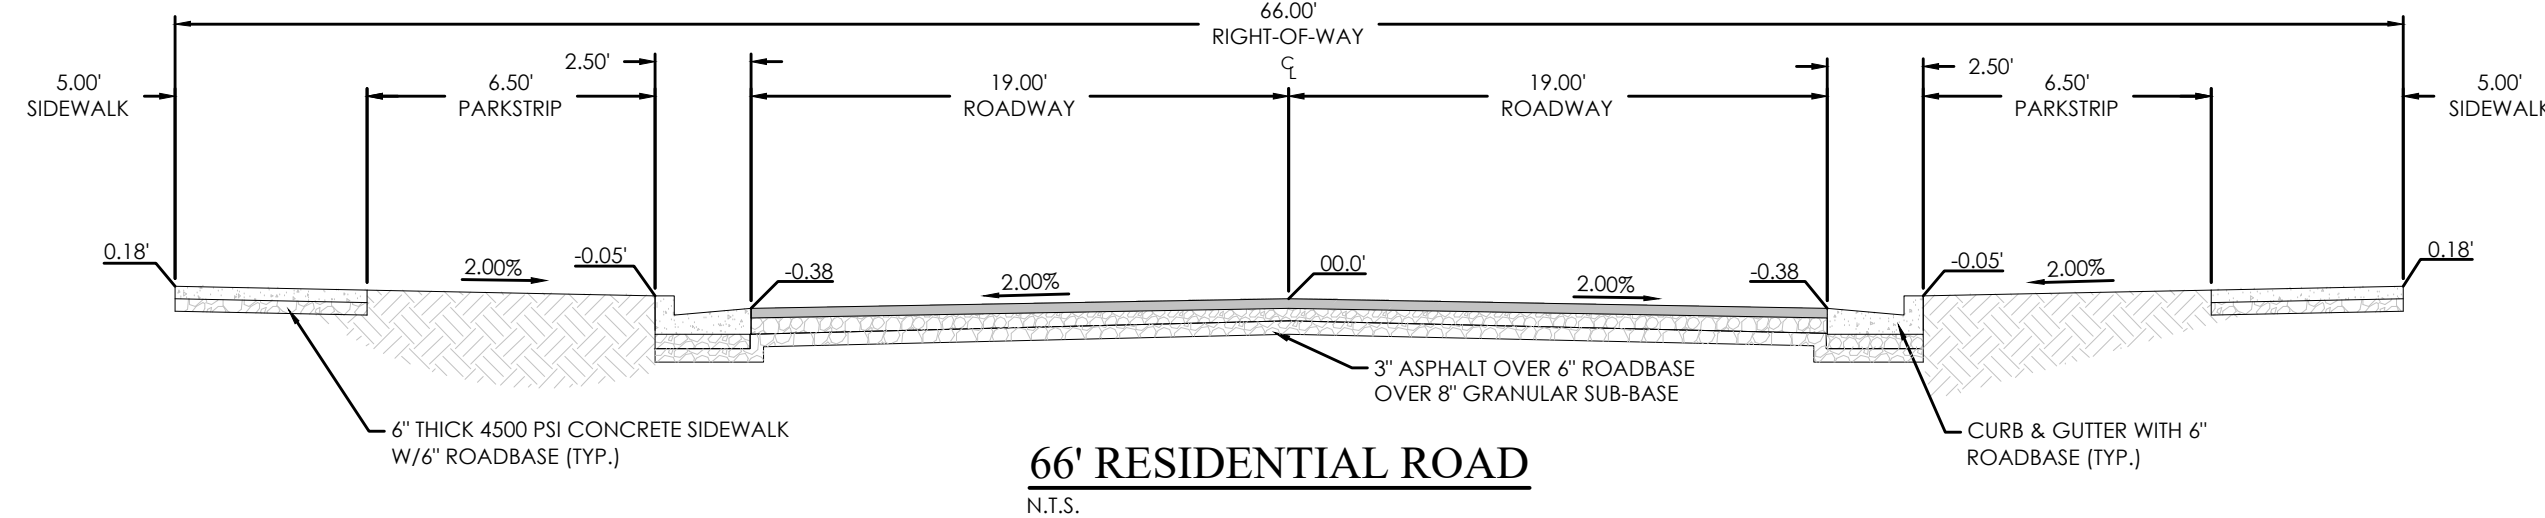 66.00'
RIGHT-OF-WAY
CL
2.50'
2.50'
5.00'
SIDEWALK
6.50'
PARKSTRIP
19.00'
ROADWAY
19.00'
ROADWAY
6.50'
PARKSTRIP
5.00'
SIDEWALK
0.18'
2.00%
-0.05'
-0.38
2.00%
00.0'
2.00%
-0.38
-0.05'
2.00%
0.18'
3" ASPHALT OVER 6" ROADBASE
OVER 8" GRANULAR SUB-BASE
6" THICK 4500 PSI CONCRETE SIDEWALK
W/6" ROADBASE (TYP.)
CURB & GUTTER WITH 6"
ROADBASE (TYP.)
66' RESIDENTIAL ROAD
N.T.S.